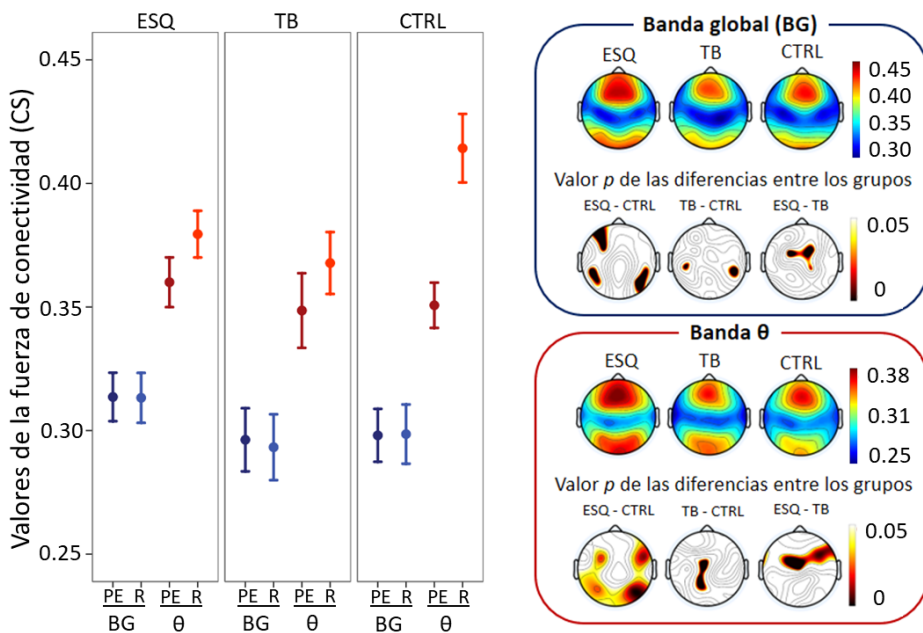 ESQ TB CTRL
Valores de la fuerza de conectividad (CS)
0.45
0.40
0.35
0.30
0.25
PE R PE R PE R PE R PE R PE R
BG θ BG θ BG θ
Banda global (BG)
ESQ TB CTRL
0.45
0.40
0.35
0.30
Valor p de las diferencias entre los grupos
ESQ - CTRL TB - CTRL ESQ - TB
0.05
0
Banda θ
ESQ TB CTRL
0.38
0.31
0.25
Valor p de las diferencias entre los grupos
ESQ - CTRL TB - CTRL ESQ - TB
0.05
0